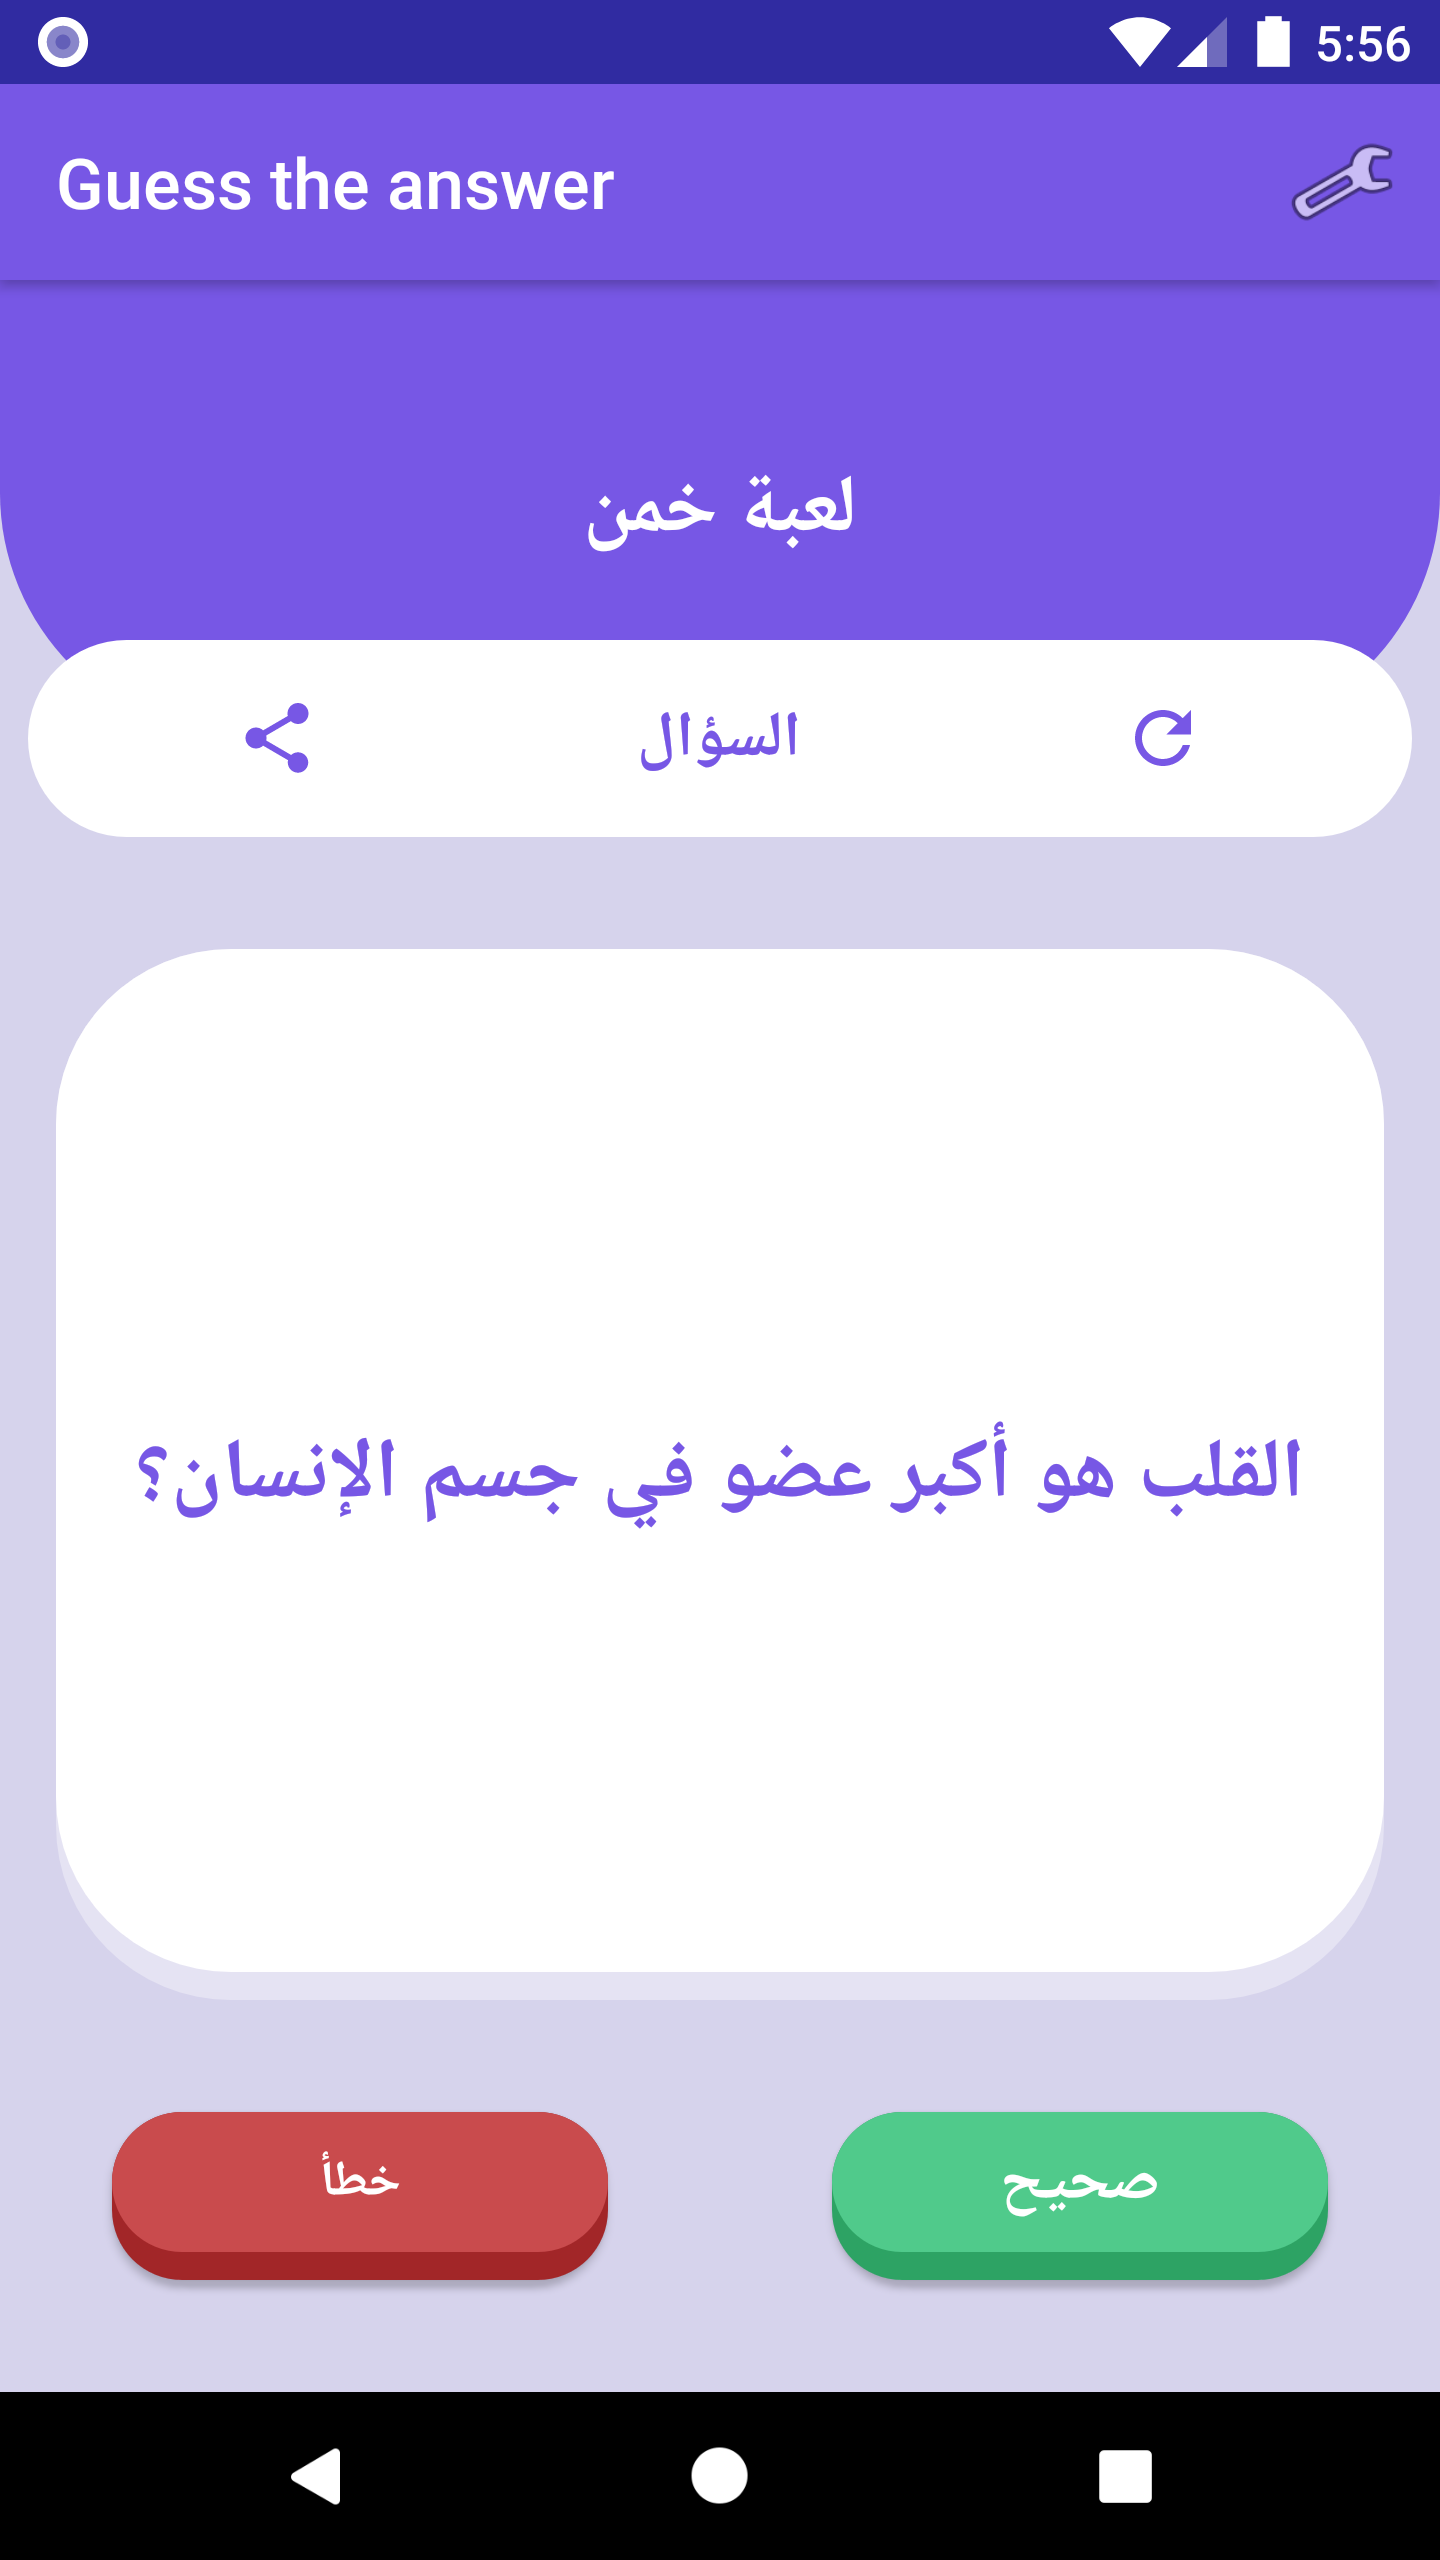 5:56
Guess the answer
لعبة خمن
السؤال
القلب هو أكبر عضو في جسم الإنسان؟
صحيح
خطأ